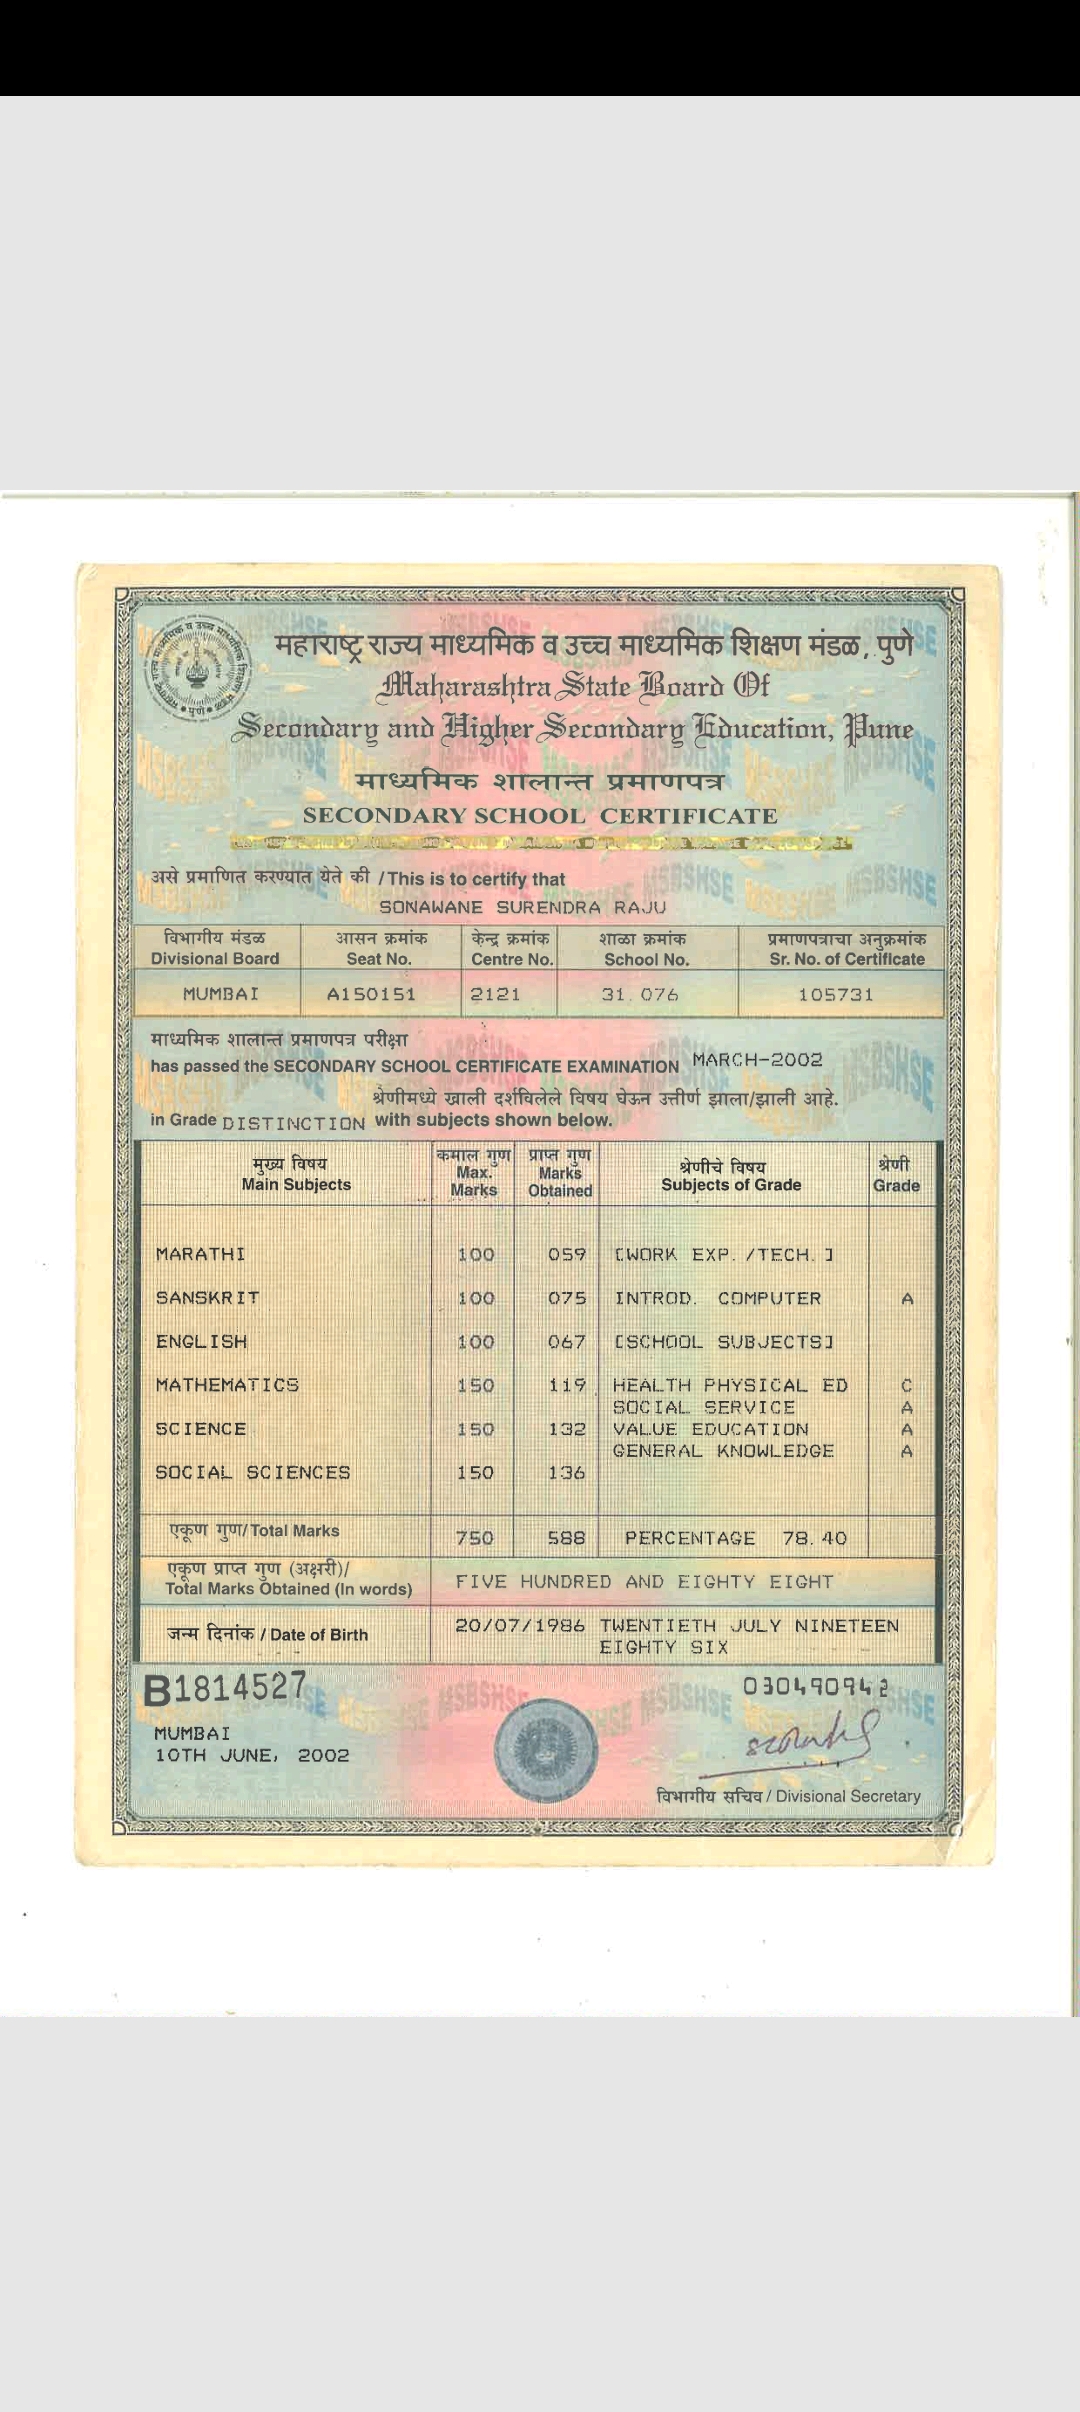 महाराष्ट्र राज्य माध्यमिक व उच्च माध्यमिक शिक्षण मंडळ, पुणे
Maharashtra State Board Of
Secondary and Higher Secondary Education, Pune
माध्यमिक शालान्त प्रमाणपत्र
SECONDARY SCHOOL CERTIFICATE
असे प्रमाणित करण्यात येते की / This is to certify that
SONAWANE SURENDRA RAJU
विभागीय मंडळ आसन क्रमांक केन्द्र क्रमांक शाळा क्रमांक प्रमाणपत्राचा अनुक्रमांक
Divisional Board Seat No. Centre No. School No. Sr. No. of Certificate
MUMBAI A150151 2121 31.076 105731
माध्यमिक शालान्त प्रमाणपत्र परीक्षा
has passed the SECONDARY SCHOOL CERTIFICATE EXAMINATION MARCH-2002
श्रेणीमध्ये खाली दर्शविलेले विषय घेऊन उत्तीर्ण झाला/झाली आहे.
in Grade DISTINCTION with subjects shown below.
मुख्य विषय कमाल गुण प्राप्त गुण श्रेणीचे विषय श्रेणी
Main Subjects Max. Marks Marks Obtained Subjects of Grade Grade
MARATHI 100 059 [WORK EXP./TECH.]
SANSKRIT 100 075 INTROD. COMPUTER A
ENGLISH 100 067 [SCHOOL SUBJECTS]
MATHEMATICS 150 119 HEALTH PHYSICAL ED C
SOCIAL SERVICE A
SCIENCE 150 132 VALUE EDUCATION A
GENERAL KNOWLEDGE A
SOCIAL SCIENCES 150 136
एकूण गुण/Total Marks 750 588 PERCENTAGE 78.40
एकूण प्राप्त गुण (अक्षरी)/
Total Marks Obtained (In words) FIVE HUNDRED AND EIGHTY EIGHT
जन्म दिनांक / Date of Birth 20/07/1986 TWENTIETH JULY NINETEEN
EIGHTY SIX
B1814527 030490942
MUMBAI
10TH JUNE, 2002
विभागीय सचिव / Divisional Secretary